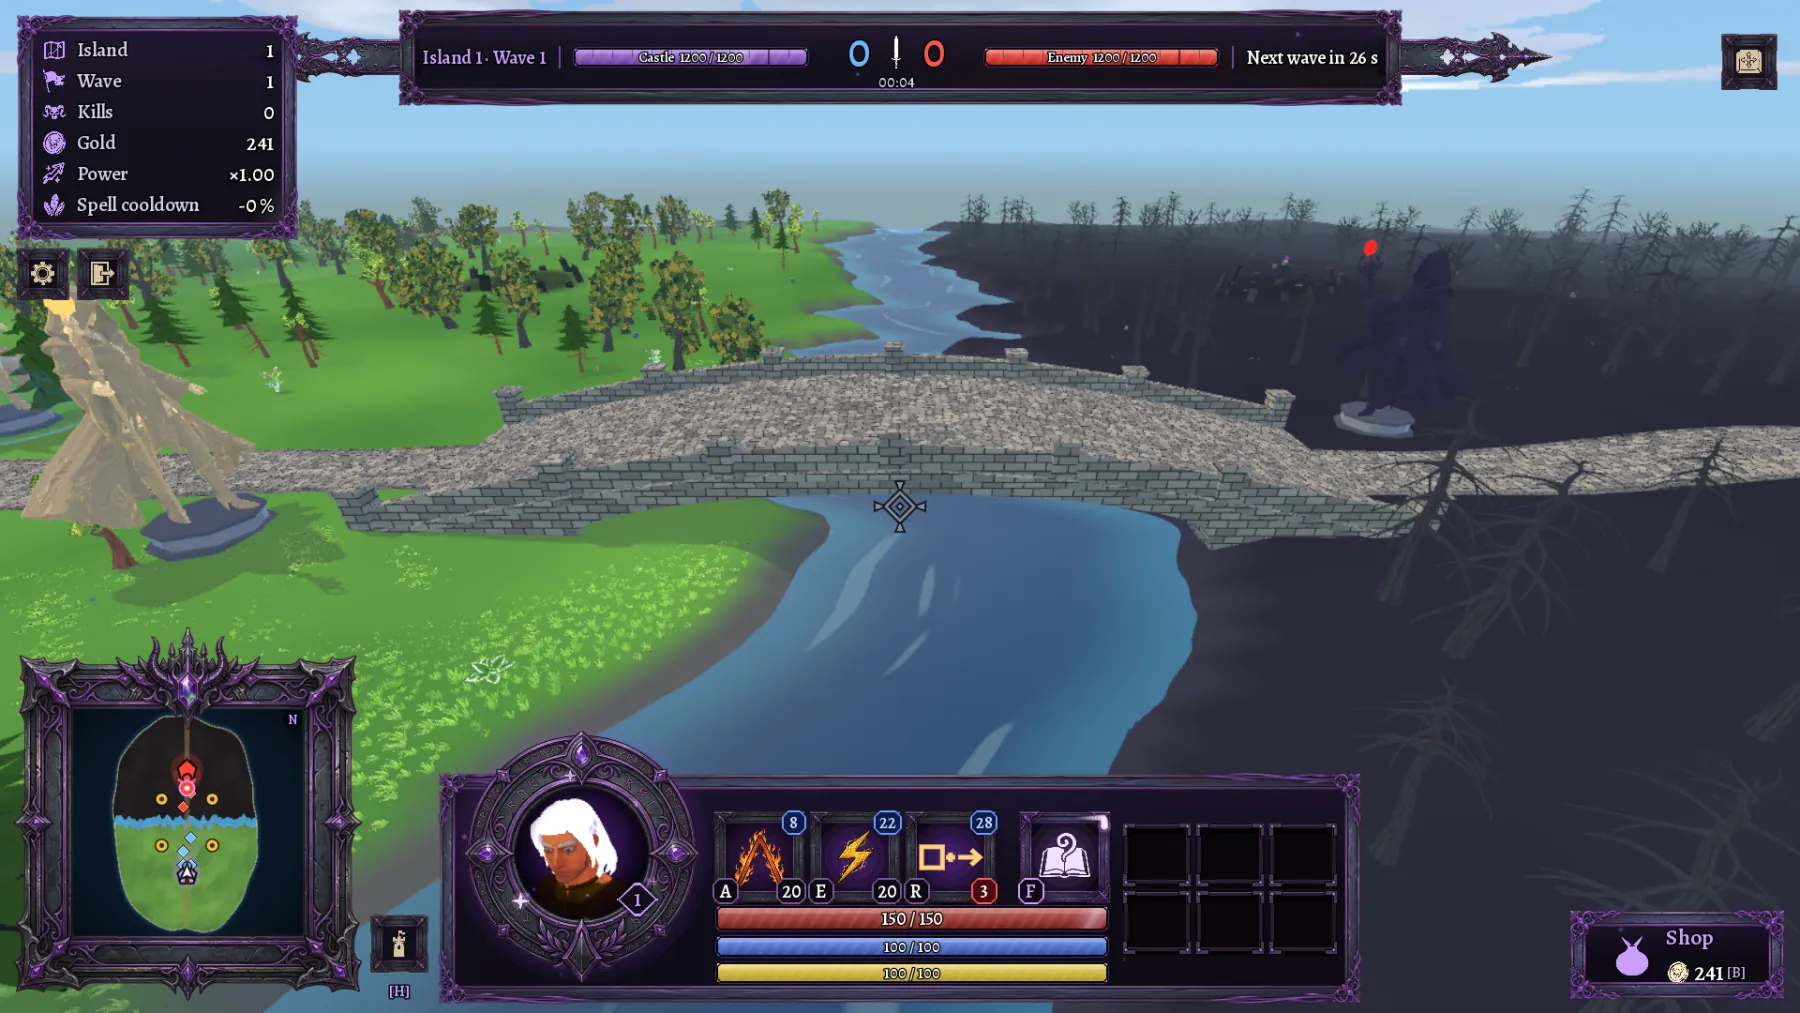 Island 1
Wave 1
Kills 0
Gold 241
Power ×1.00
Spell cooldown -0 %
Island 1 · Wave 1
Castle 1200 / 1200
0 0
00:04
Enemy 1200 / 1200
Next wave in 26 s
N
[H]
1
8 22 28
A 20 E 20 R 3 F
150 / 150
100 / 100
100 / 100
Shop
241 [B]